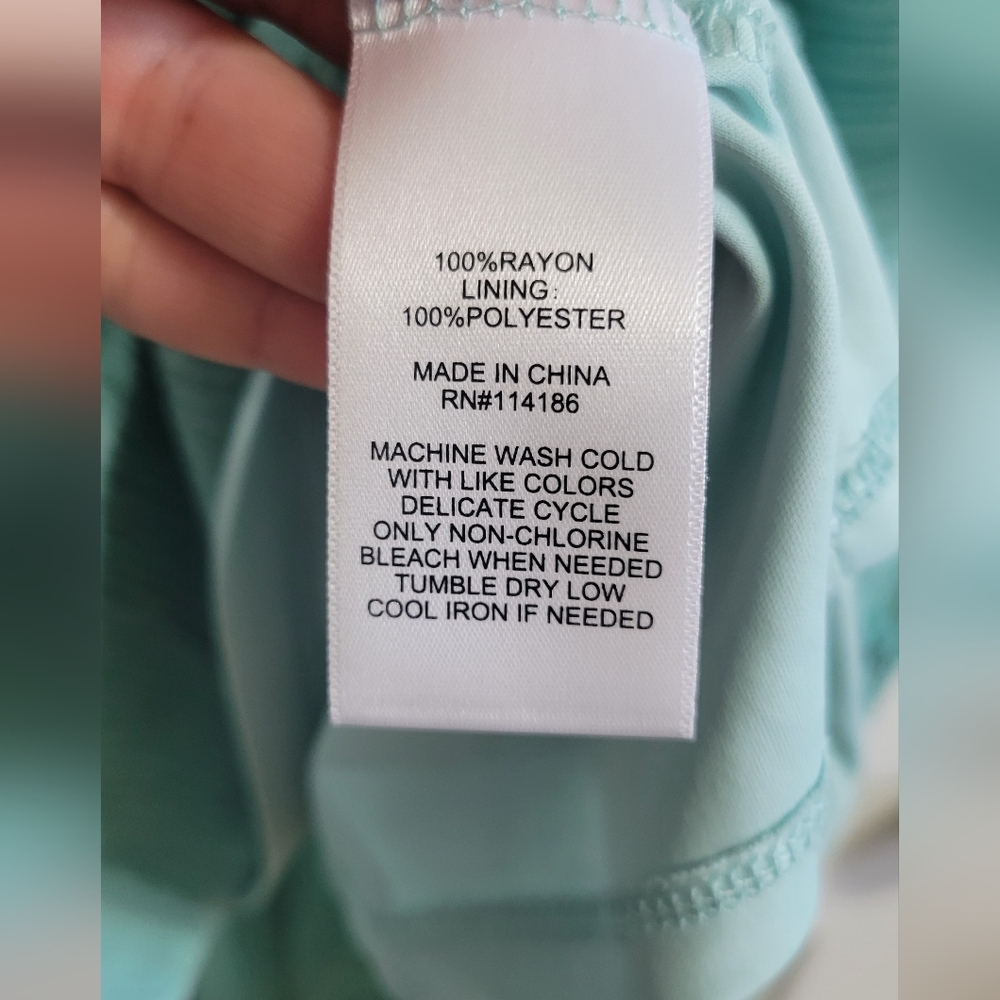 100%RAYON
LINING:
100%POLYESTER
MADE IN CHINA
RN#114186
MACHINE WASH COLD
WITH LIKE COLORS
DELICATE CYCLE
ONLY NON-CHLORINE
BLEACH WHEN NEEDED
TUMBLE DRY LOW
COOL IRON IF NEEDED